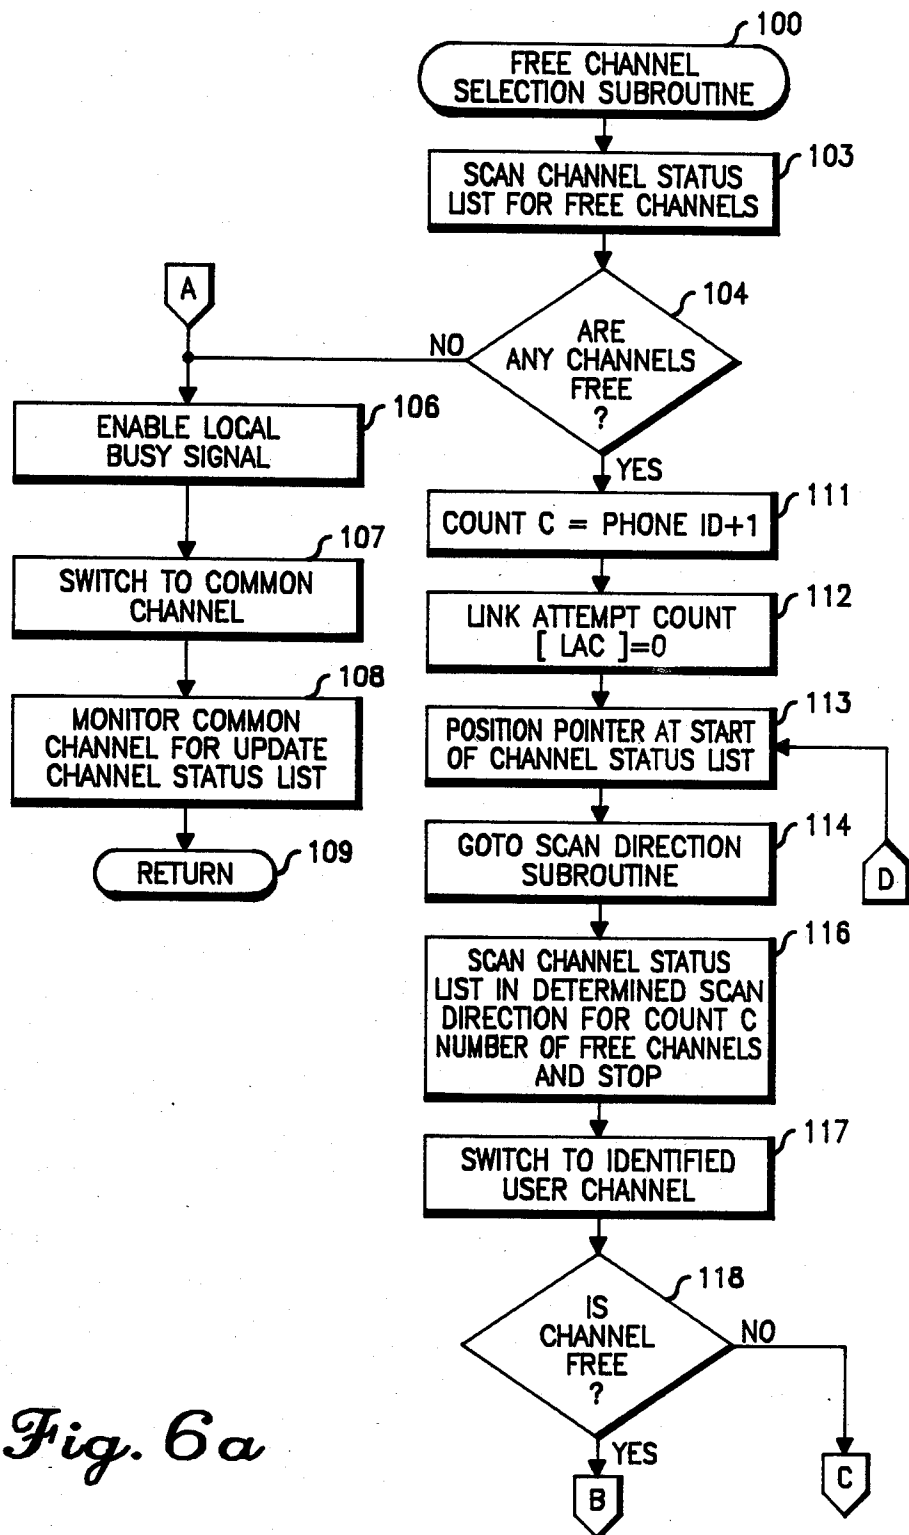 100
FREE CHANNEL
SELECTION SUBROUTINE
103
SCAN CHANNEL STATUS
LIST FOR FREE CHANNELS
A
104
ARE
ANY CHANNELS
FREE
?
NO
YES
106
ENABLE LOCAL
BUSY SIGNAL
107
SWITCH TO COMMON
CHANNEL
108
MONITOR COMMON
CHANNEL FOR UPDATE
CHANNEL STATUS LIST
RETURN
109
111
COUNT C = PHONE ID+1
112
LINK ATTEMPT COUNT
[ LAC ]=0
113
POSITION POINTER AT START
OF CHANNEL STATUS LIST
114
GOTO SCAN DIRECTION
SUBROUTINE
D
116
SCAN CHANNEL STATUS
LIST IN DETERMINED SCAN
DIRECTION FOR COUNT C
NUMBER OF FREE CHANNELS
AND STOP
117
SWITCH TO IDENTIFIED
USER CHANNEL
118
IS
CHANNEL
FREE
?
NO
YES
B
C
Fig. 6a